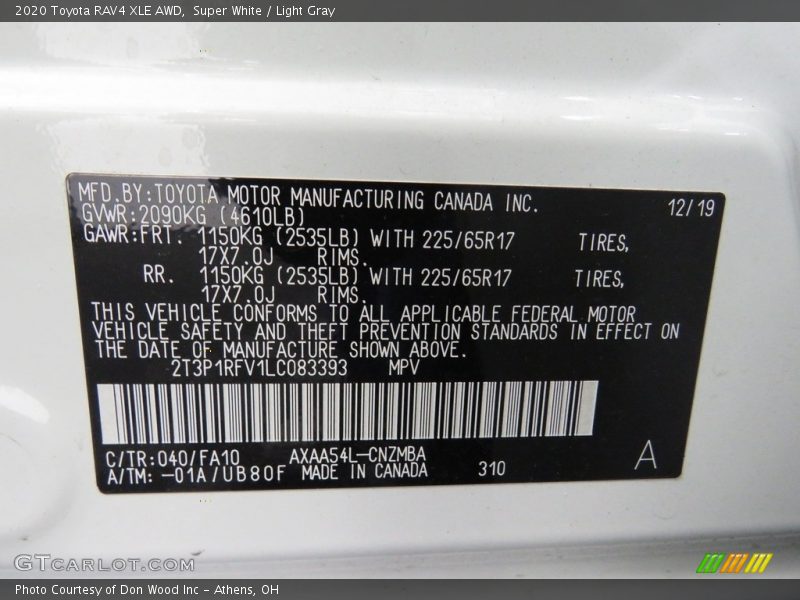 2020 Toyota RAV4 XLE AWD, Super White / Light Gray
MFD.BY:TOYOTA MOTOR MANUFACTURING CANADA INC. 12/19
GVWR:2090KG (4610LB)
GAWR:FRT. 1150KG (2535LB) WITH 225/65R17 TIRES,
17X7.0J RIMS.
RR. 1150KG (2535LB) WITH 225/65R17 TIRES,
17X7.0J RIMS.
THIS VEHICLE CONFORMS TO ALL APPLICABLE FEDERAL MOTOR
VEHICLE SAFETY AND THEFT PREVENTION STANDARDS IN EFFECT ON
THE DATE OF MANUFACTURE SHOWN ABOVE.
2T3P1RFV1LC083393 MPV
C/TR:040/FA10 AXAA54L-CNZMBA
A/TM: -01A/UB80F MADE IN CANADA 310 A
GTCARLOT.COM
Photo Courtesy of Don Wood Inc - Athens, OH